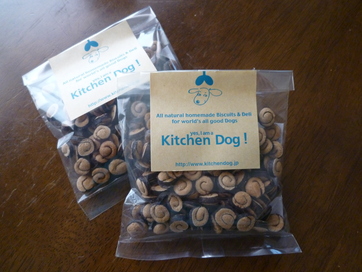 Kitchen Dog !
All natural homemade Biscuits & Deli
for world's all good Dogs.
yes, I am a
Kitchen Dog !
http://www.kitchendog.jp